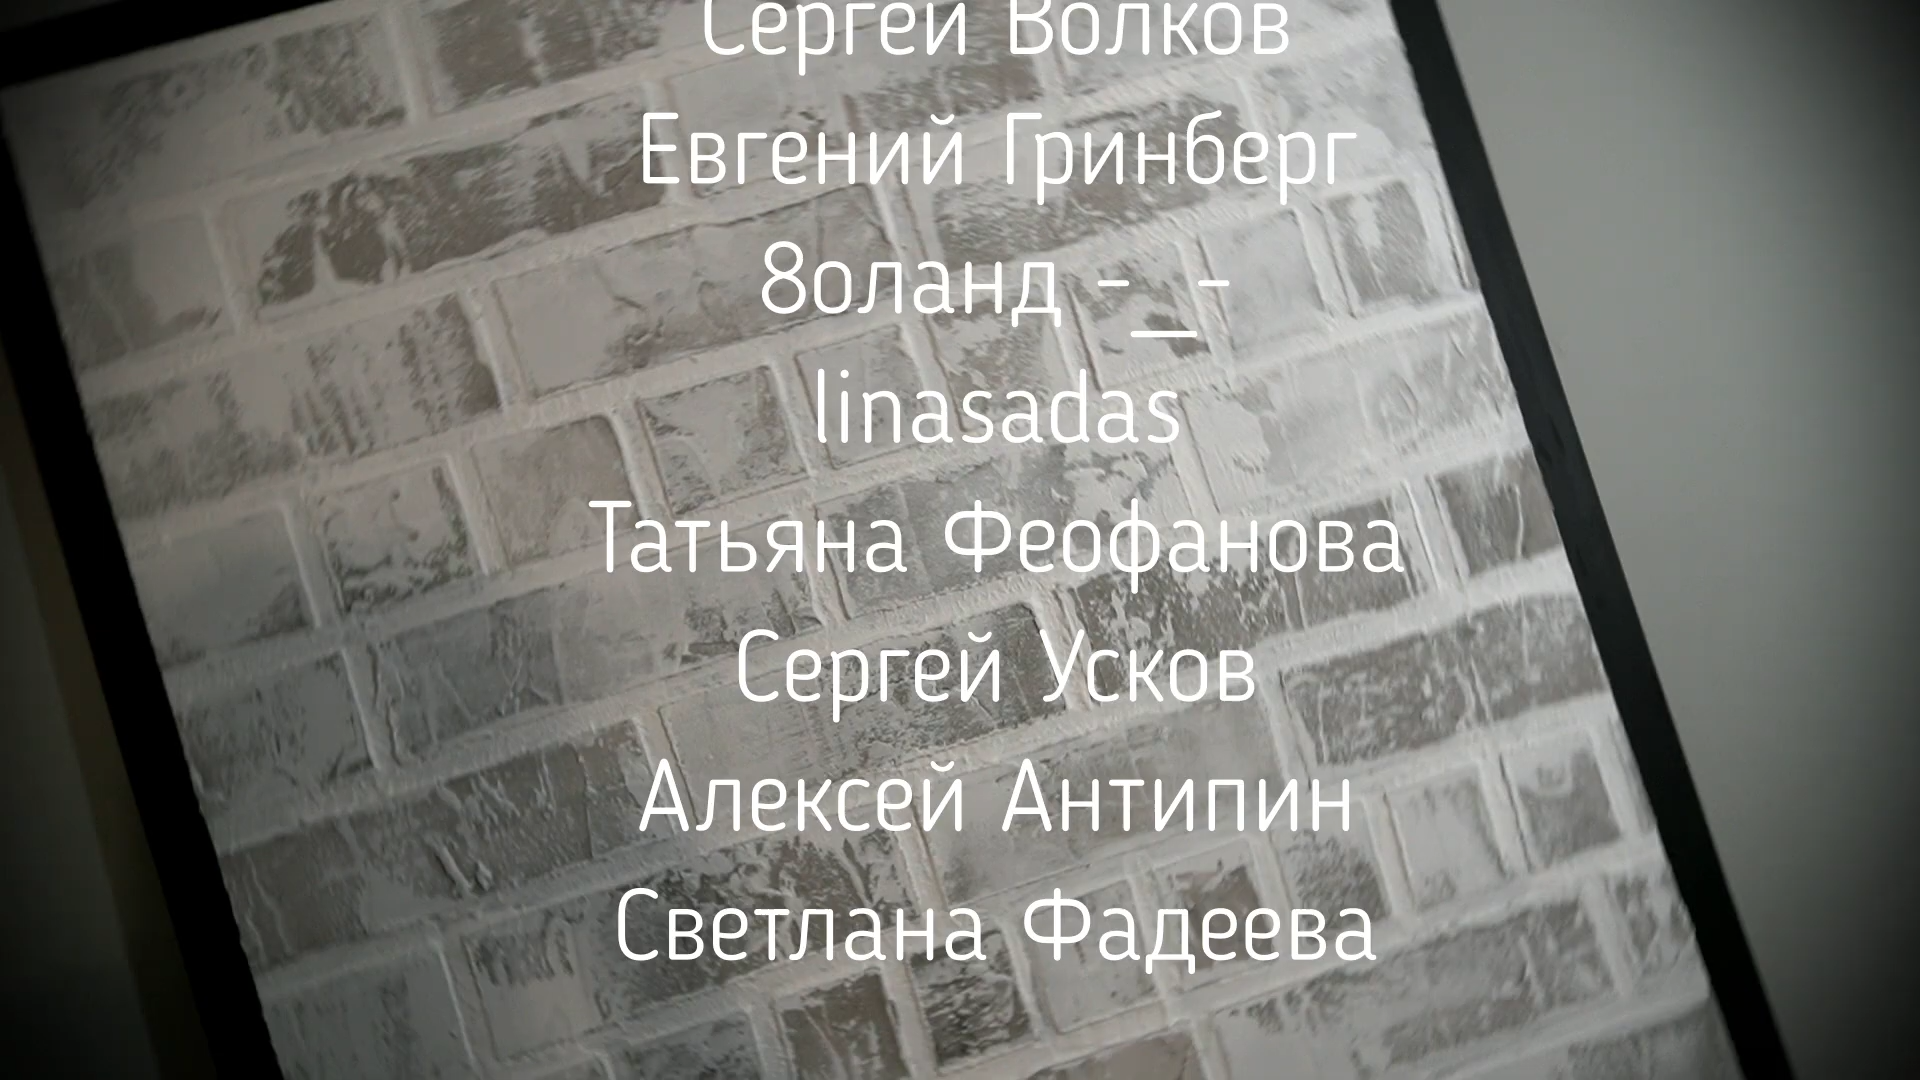 Сергей Волков
Евгений Гринберг
8оланд -_-
linasadas
Татьяна Феофанова
Сергей Усков
Алексей Антипин
Светлана Фадеева